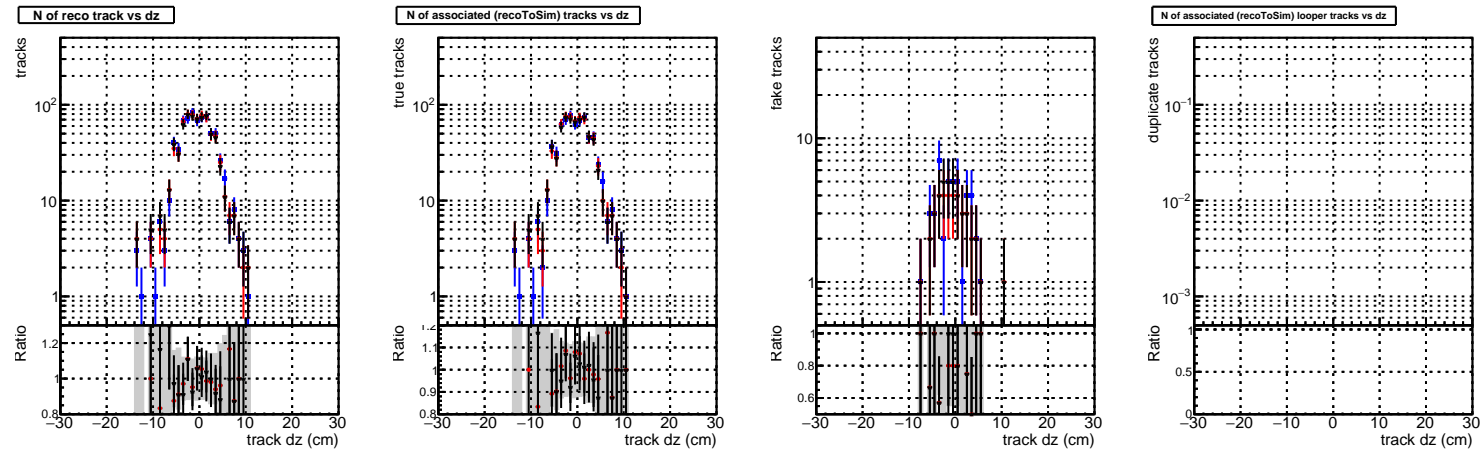 N of reco track vs dz
tracks
10²
10
1
Ratio
1.2
1
0.8
−30 −20 −10 0 10 20 30
track dz (cm)
N of associated (recoToSim) tracks vs dz
true tracks
10²
10
1
Ratio
1.2
1.1
1
0.9
0.8
−30 −20 −10 0 10 20 30
track dz (cm)
fake tracks
10
1
Ratio
1
0.8
0.6
−30 −20 −10 0 10 20 30
track dz (cm)
N of associated (recoToSim) looper tracks vs dz
duplicate tracks
10⁻¹
10⁻²
10⁻³
Ratio
1
0.5
0
−30 −20 −10 0 10 20 30
track dz (cm)